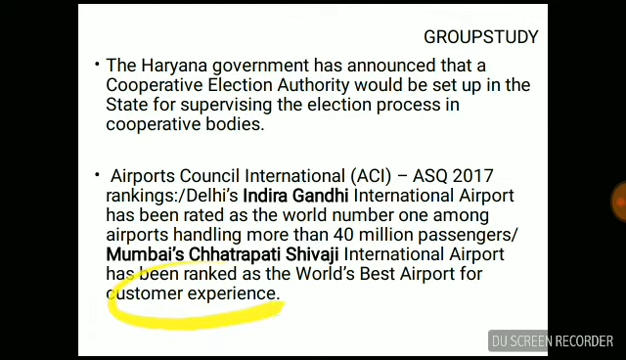 GROUPSTUDY
• The Haryana government has announced that a
Cooperative Election Authority would be set up in the
State for supervising the election process in
cooperative bodies.
• Airports Council International (ACI) – ASQ 2017
rankings:/Delhi's Indira Gandhi International Airport
has been rated as the world number one among
airports handling more than 40 million passengers/
Mumbai's Chhatrapati Shivaji International Airport
has been ranked as the World's Best Airport for
customer experience.
DU SCREEN RECORDER